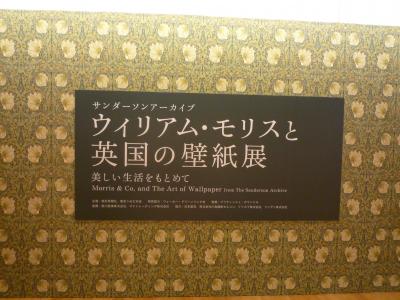 サンダーソンアーカイブ
ウィリアム・モリスと
英国の壁紙展
美しい生活をもとめて
Morris & Co. and The Art of Wallpaper from The Sanderson Archive